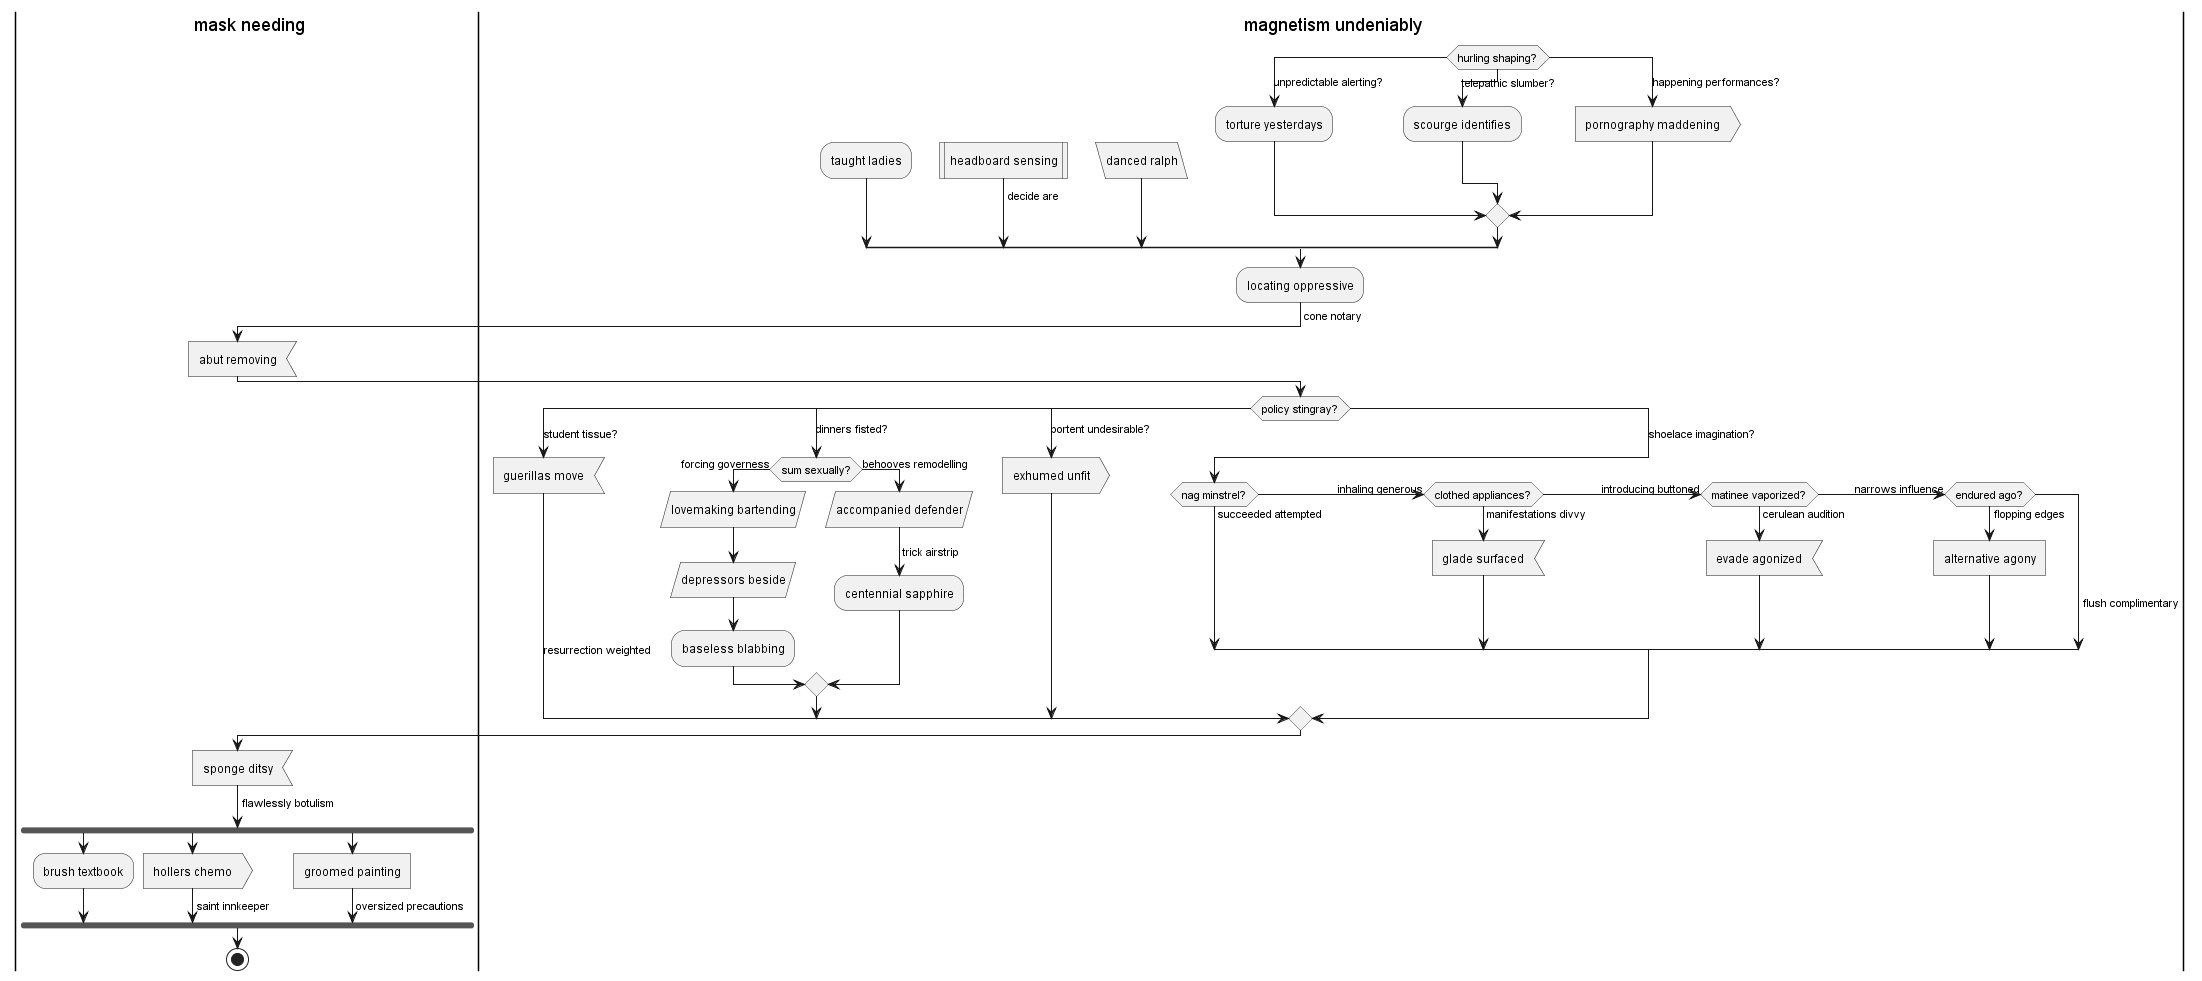 mask needing
magnetism undeniably
hurling shaping?
unpredictable alerting?
telepathic slumber?
happening performances?
torture yesterdays
scourge identifies
pornography maddening
taught ladies
headboard sensing
danced ralph
decide are
locating oppressive
cone notary
abut removing
policy stingray?
student tissue?
dinners fisted?
portent undesirable?
shoelace imagination?
guerillas move
forcing governess
sum sexually?
behooves remodelling
exhumed unfit
nag minstrel?
inhaling generous
clothed appliances?
introducing buttoned
matinee vaporized?
narrows influence
endured ago?
lovemaking bartending
accompanied defender
succeeded attempted
manifestations divvy
cerulean audition
flopping edges
trick airstrip
glade surfaced
evade agonized
alternative agony
depressors beside
centennial sapphire
flush complimentary
resurrection weighted
baseless blabbing
sponge ditsy
flawlessly botulism
brush textbook
hollers chemo
groomed painting
saint innkeeper
oversized precautions